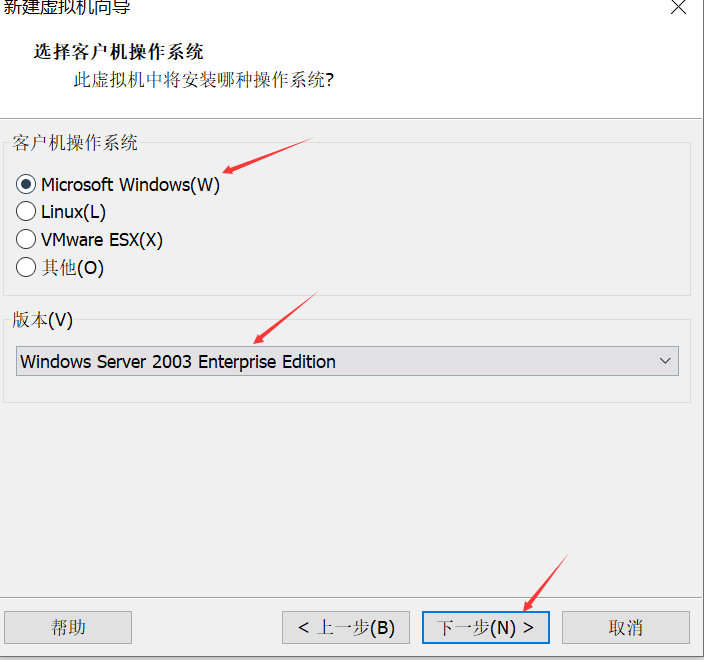 新建虚拟机向导
选择客户机操作系统
此虚拟机中将安装哪种操作系统?
客户机操作系统
Microsoft Windows(W)
Linux(L)
VMware ESX(X)
其他(O)
版本(V)
Windows Server 2003 Enterprise Edition
帮助
< 上一步(B)
下一步(N) >
取消